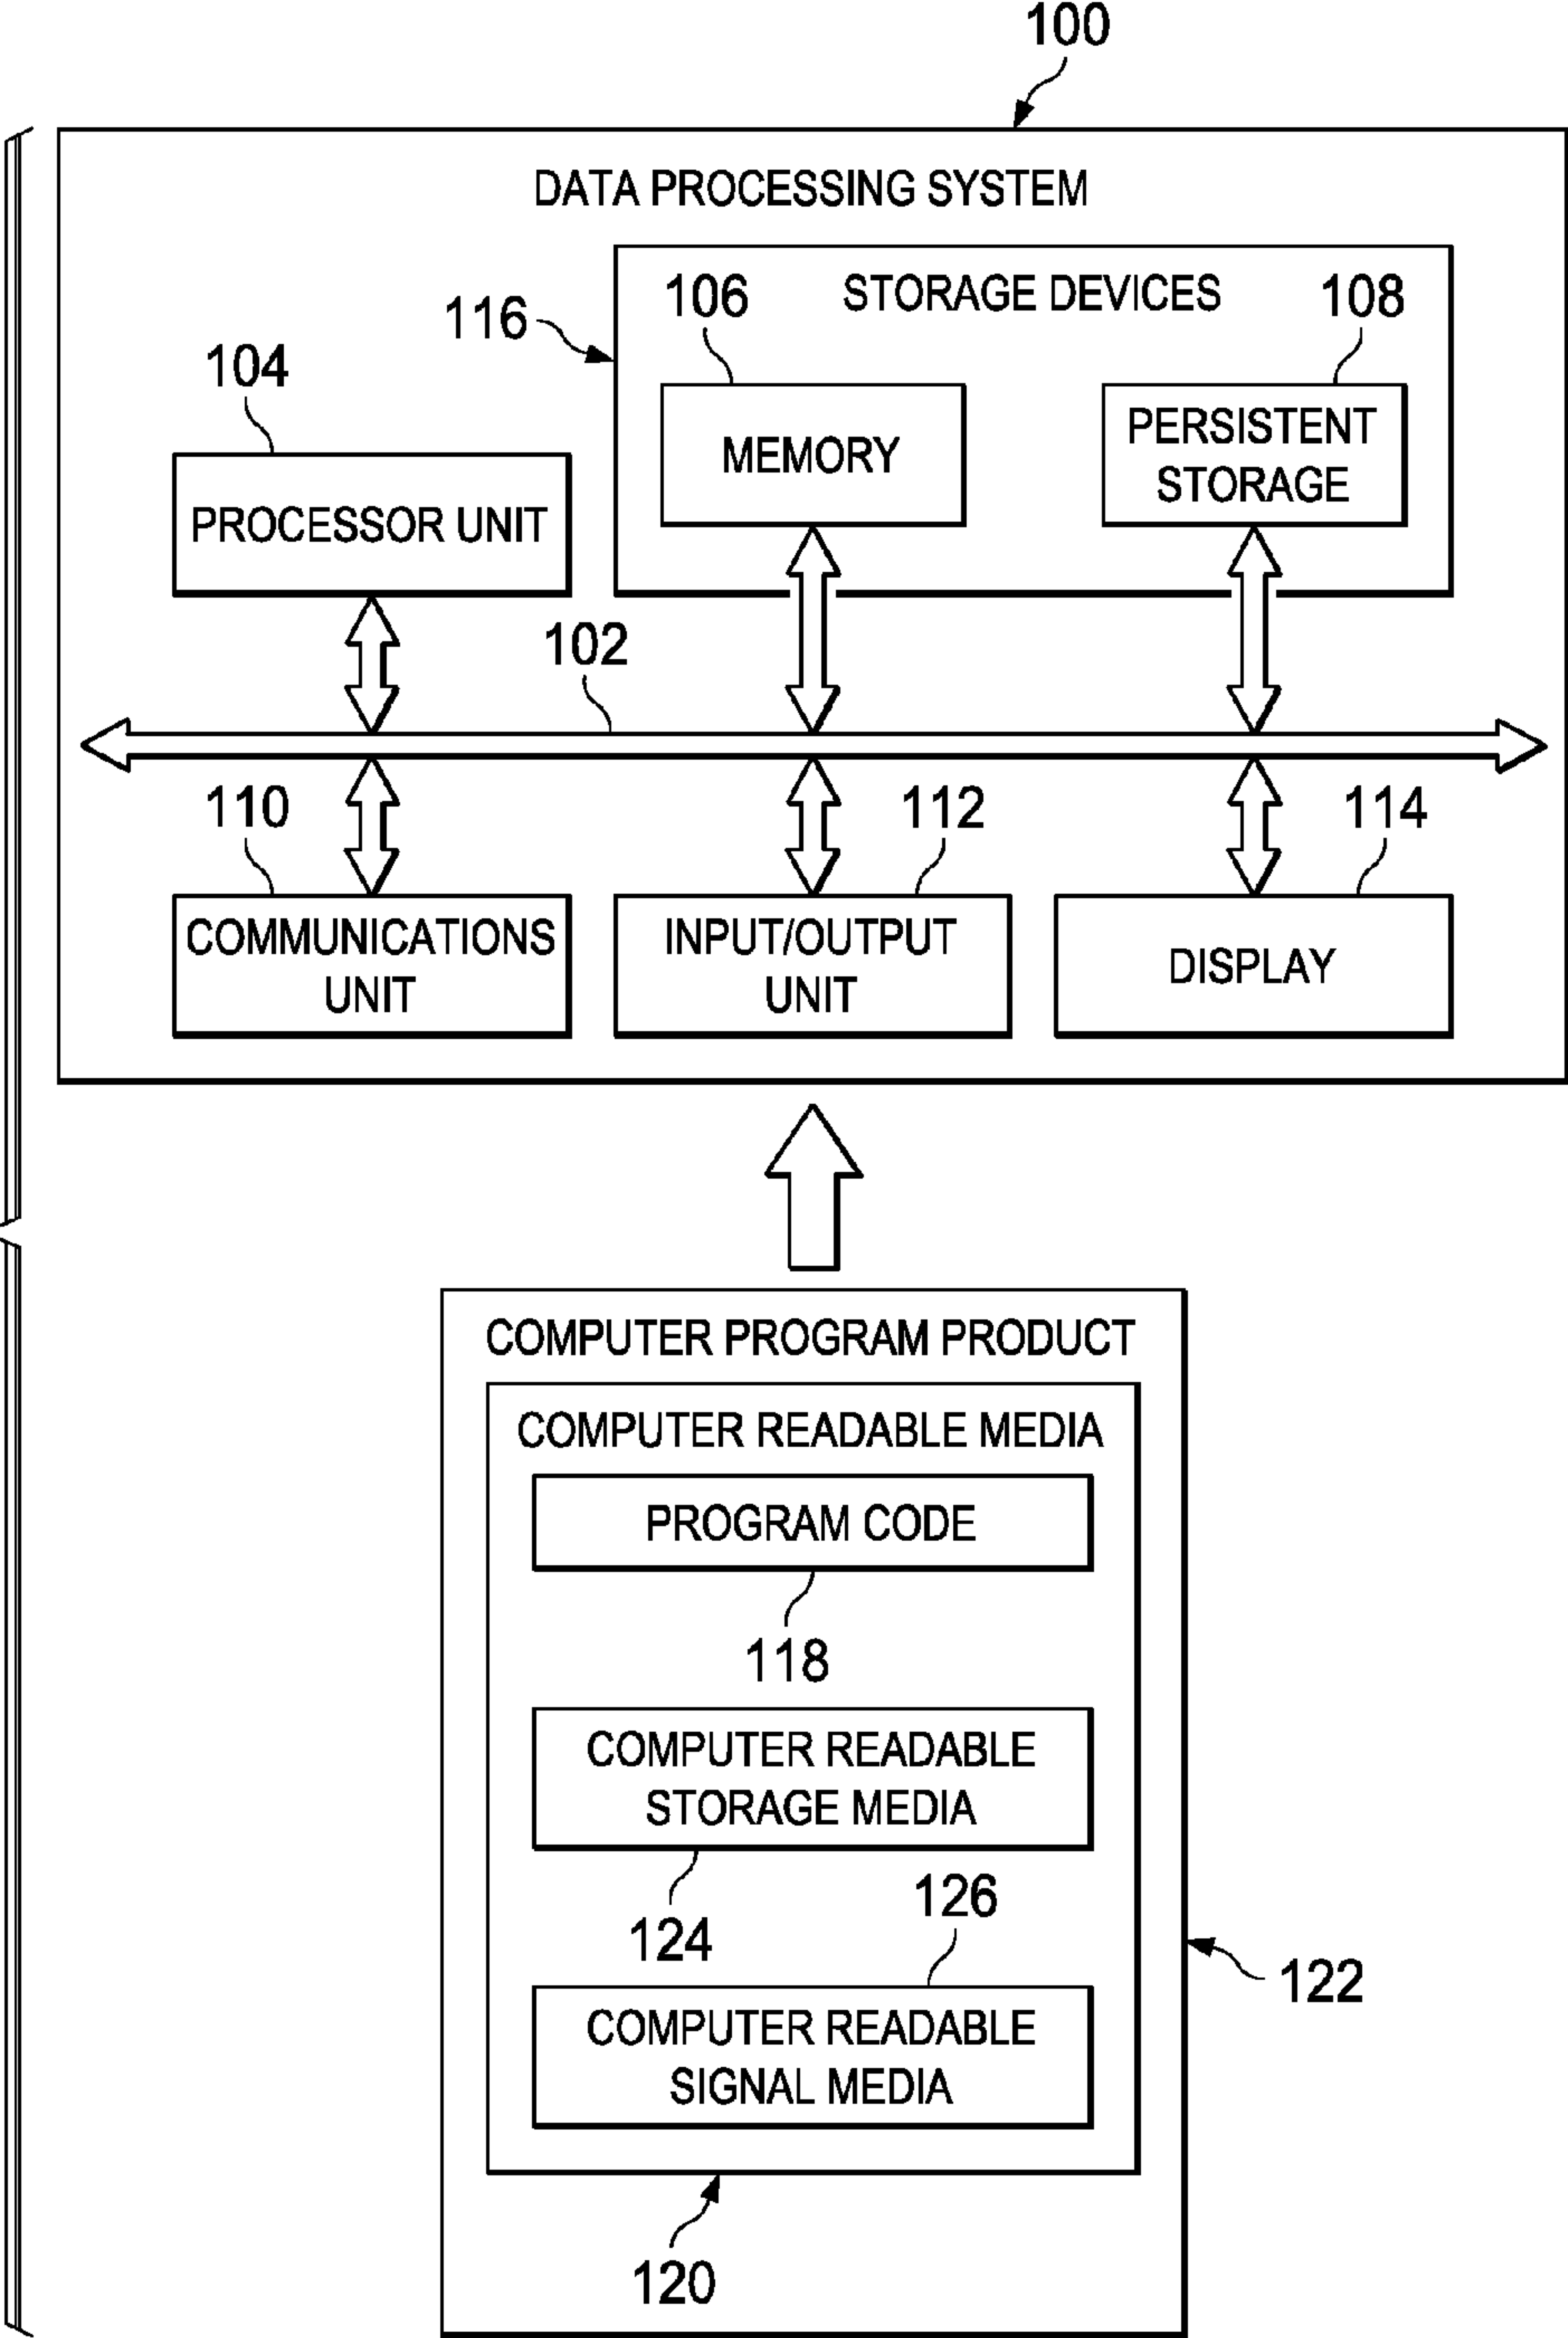 100
DATA PROCESSING SYSTEM
116
106
STORAGE DEVICES
108
104
MEMORY
PERSISTENT
STORAGE
PROCESSOR UNIT
102
110
112
114
COMMUNICATIONS
UNIT
INPUT/OUTPUT
UNIT
DISPLAY
COMPUTER PROGRAM PRODUCT
COMPUTER READABLE MEDIA
PROGRAM CODE
118
COMPUTER READABLE
STORAGE MEDIA
124
126
122
COMPUTER READABLE
SIGNAL MEDIA
120